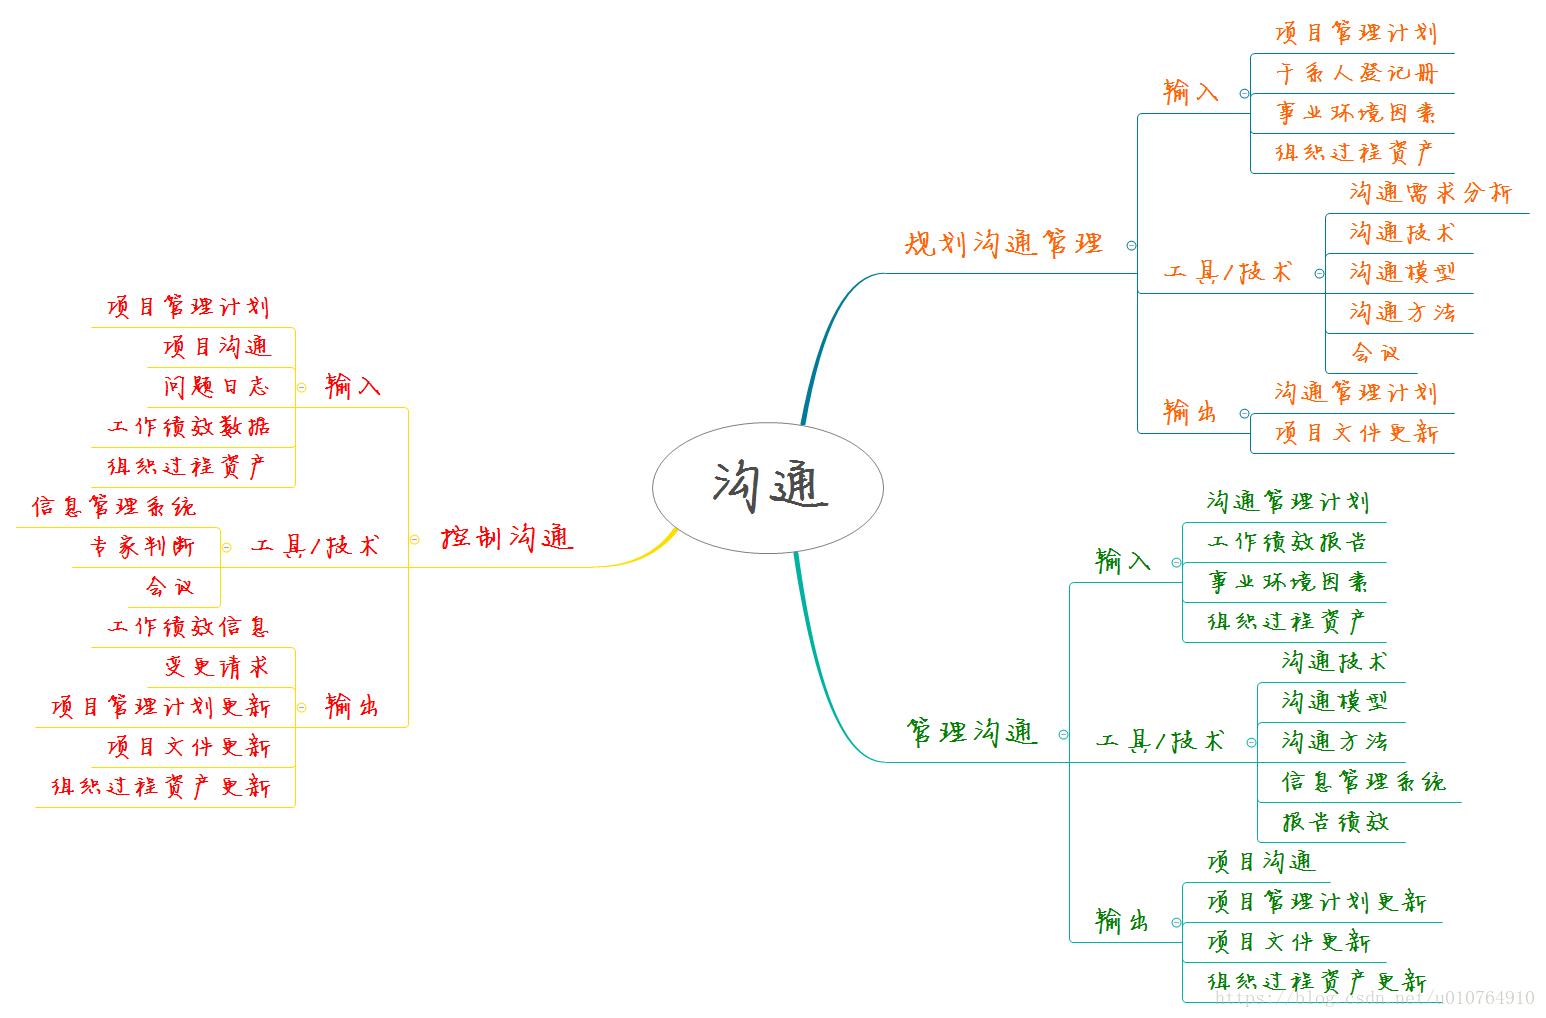 沟通
规划沟通管理
输入
项目管理计划
干系人登记册
事业环境因素
组织过程资产
工具/技术
沟通需求分析
沟通技术
沟通模型
沟通方法
会议
输出
沟通管理计划
项目文件更新
管理沟通
输入
沟通管理计划
工作绩效报告
事业环境因素
组织过程资产
工具/技术
沟通技术
沟通模型
沟通方法
信息管理系统
报告绩效
输出
项目沟通
项目管理计划更新
项目文件更新
组织过程资产更新
控制沟通
输入
项目管理计划
项目沟通
问题日志
工作绩效数据
组织过程资产
工具/技术
信息管理系统
专家判断
会议
输出
工作绩效信息
变更请求
项目管理计划更新
项目文件更新
组织过程资产更新
https://blog.csdn.net/u010764910